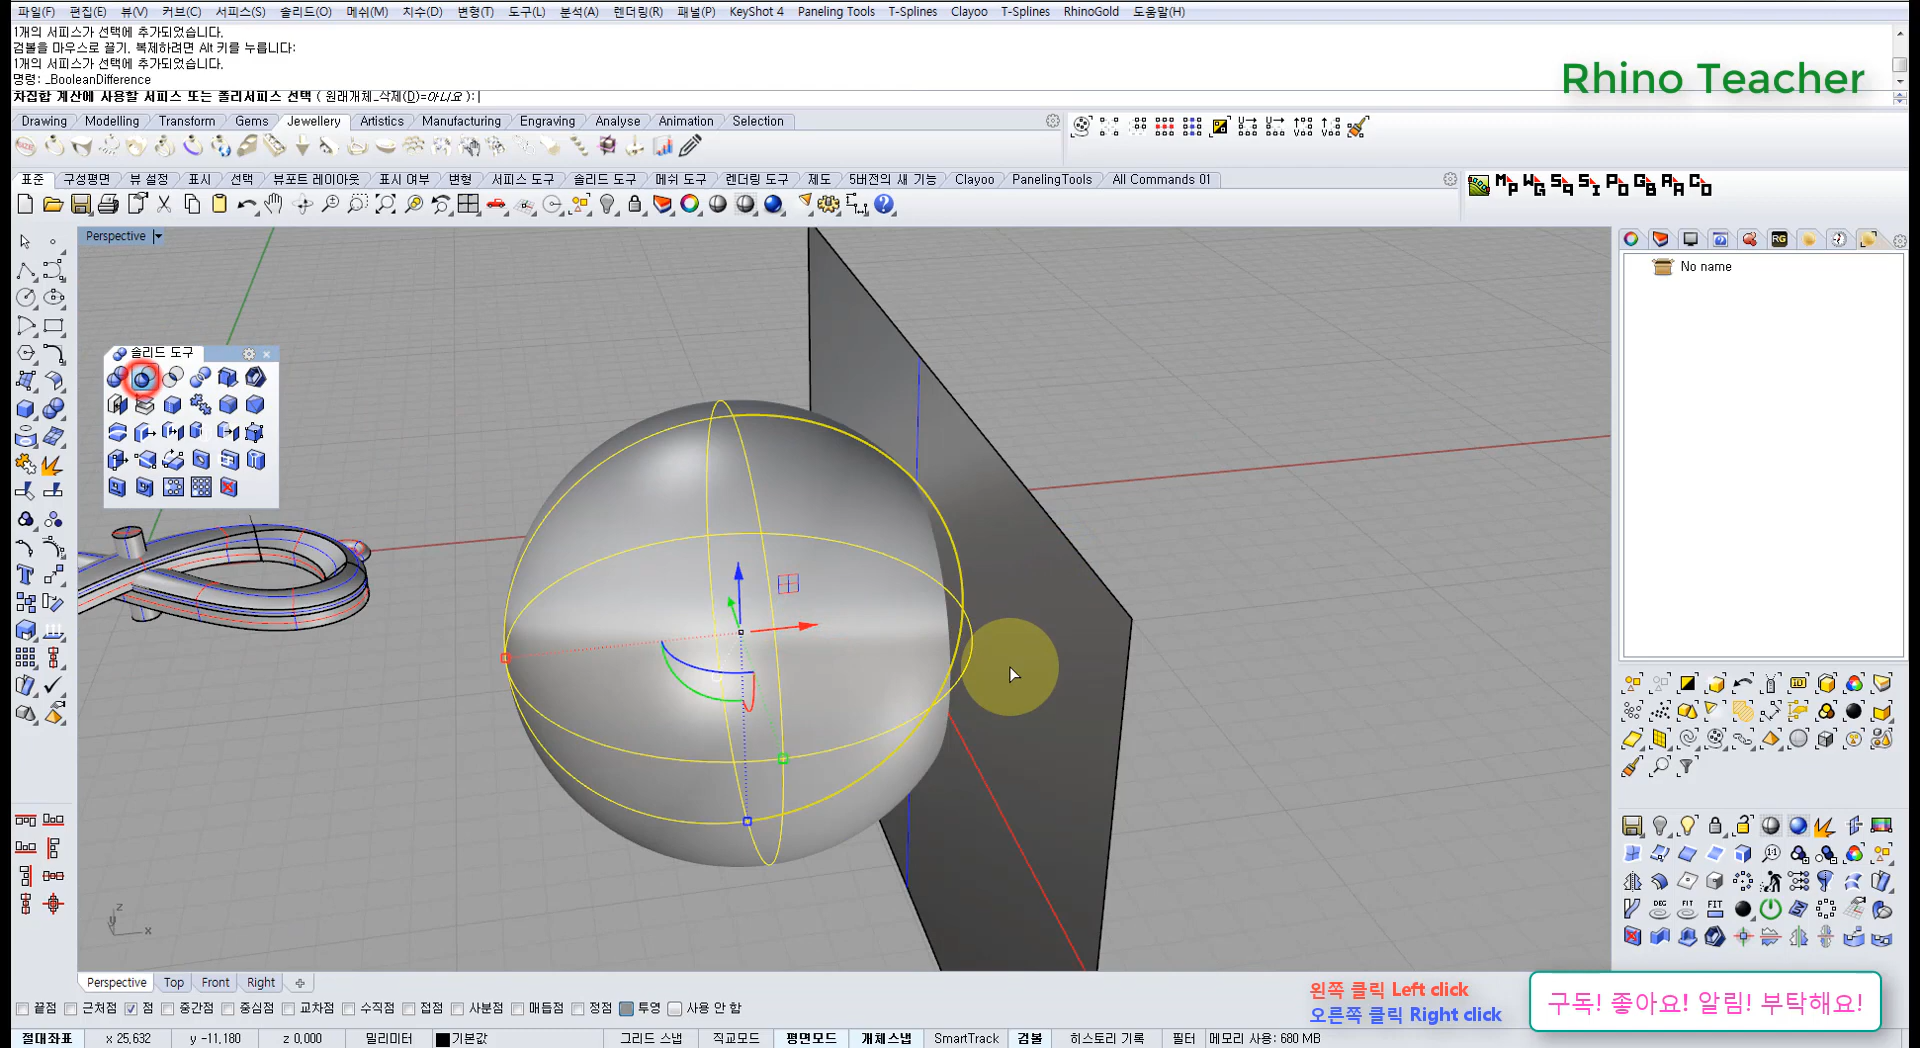 파일(F) 편집(E) 뷰(V) 커브(C) 서피스(S) 솔리드(O) 메쉬(M) 치수(D) 변형(T) 도구(L) 분석(A) 렌더링(R) 패널(P) KeyShot 4 Paneling Tools T-Splines Clayoo T-Splines RhinoGold 도움말(H)
1개의 서피스가 선택에 추가되었습니다.
검볼을 마우스로 끌기, 복제하려면 Alt 키를 누릅니다:
1개의 서피스가 선택에 추가되었습니다.
명령: _BooleanDifference
차집합 계산에 사용할 서피스 또는 폴리서피스 선택 ( 원래개체_삭제(D)=아니요 ):
Rhino Teacher
Drawing Modelling Transform Gems Jewellery Artistics Manufacturing Engraving Analyse Animation Selection
표준 구성평면 뷰 설정 표시 선택 뷰포트 레이아웃 표시 여부 변형 서피스 도구 솔리드 도구 메쉬 도구 렌더링 도구 제도 5버전의 새 기능 Clayoo PanelingTools All Commands 01
Perspective
No name
솔리드 도구
z
y
x
Perspective Top Front Right
끝점 근처점 점 중간점 중심점 교차점 수직점 접점 사분점 매듭점 정점 투영 사용 안 함
왼쪽 클릭 Left click
오른쪽 클릭 Right click
구독! 좋아요! 알림! 부탁해요!
절대좌표 x 25,632 y -11,180 z 0,000 밀리미터 기본값 그리드 스냅 직교모드 평면모드 개체스냅 SmartTrack 검볼 히스토리 기록 필터 메모리 사용: 680 MB